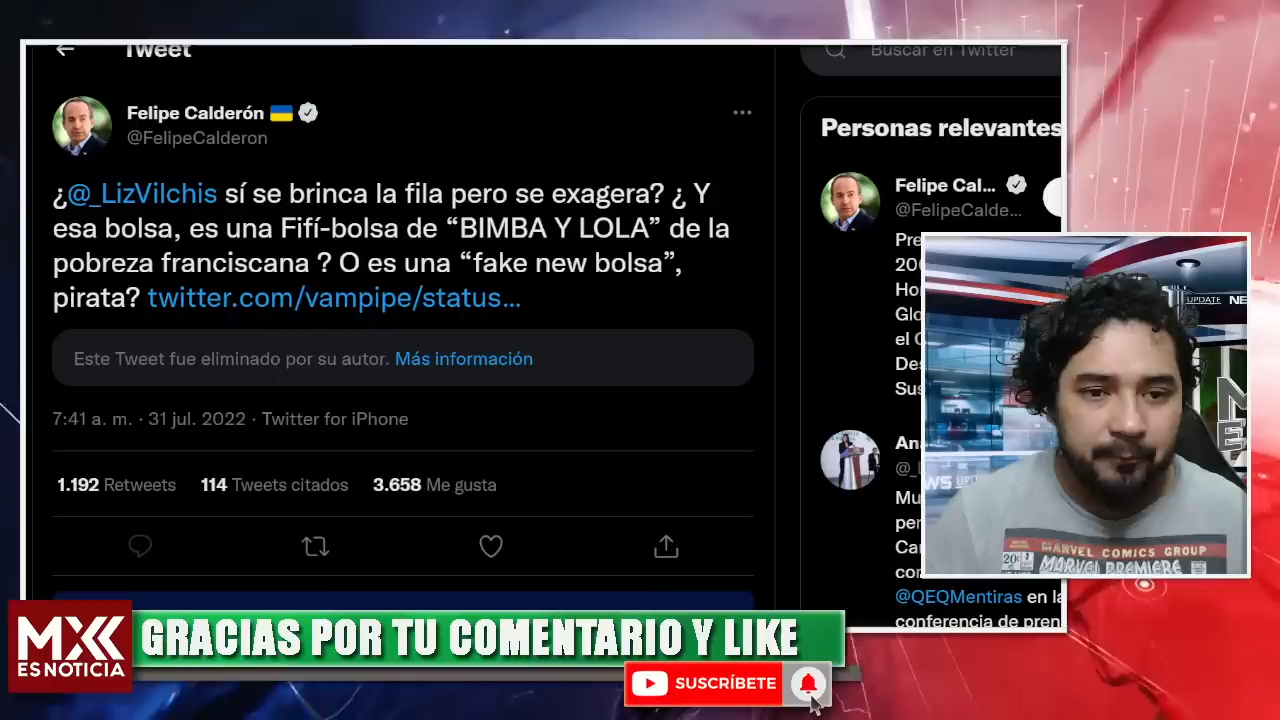 Tweet
Buscar en Twitter
Felipe Calderón
@FelipeCalderon
¿@_LizVilchis sí se brinca la fila pero se exagera? ¿ Y
esa bolsa, es una Fifí-bolsa de “BIMBA Y LOLA” de la
pobreza franciscana ? O es una “fake new bolsa”,
pirata? twitter.com/vampipe/status...
Este Tweet fue eliminado por su autor. Más información
7:41 a. m. · 31 jul. 2022 · Twitter for iPhone
1.192 Retweets 114 Tweets citados 3.658 Me gusta
Personas relevantes
Felipe Cal...
@FelipeCalde...
@QEQMentiras en la
conferencia de pren
UPDATE NE
MARVEL COMICS GROUP
MARVEL PREMIERE
20¢
MX
ES NOTICIA
GRACIAS POR TU COMENTARIO Y LIKE
SUSCRÍBETE